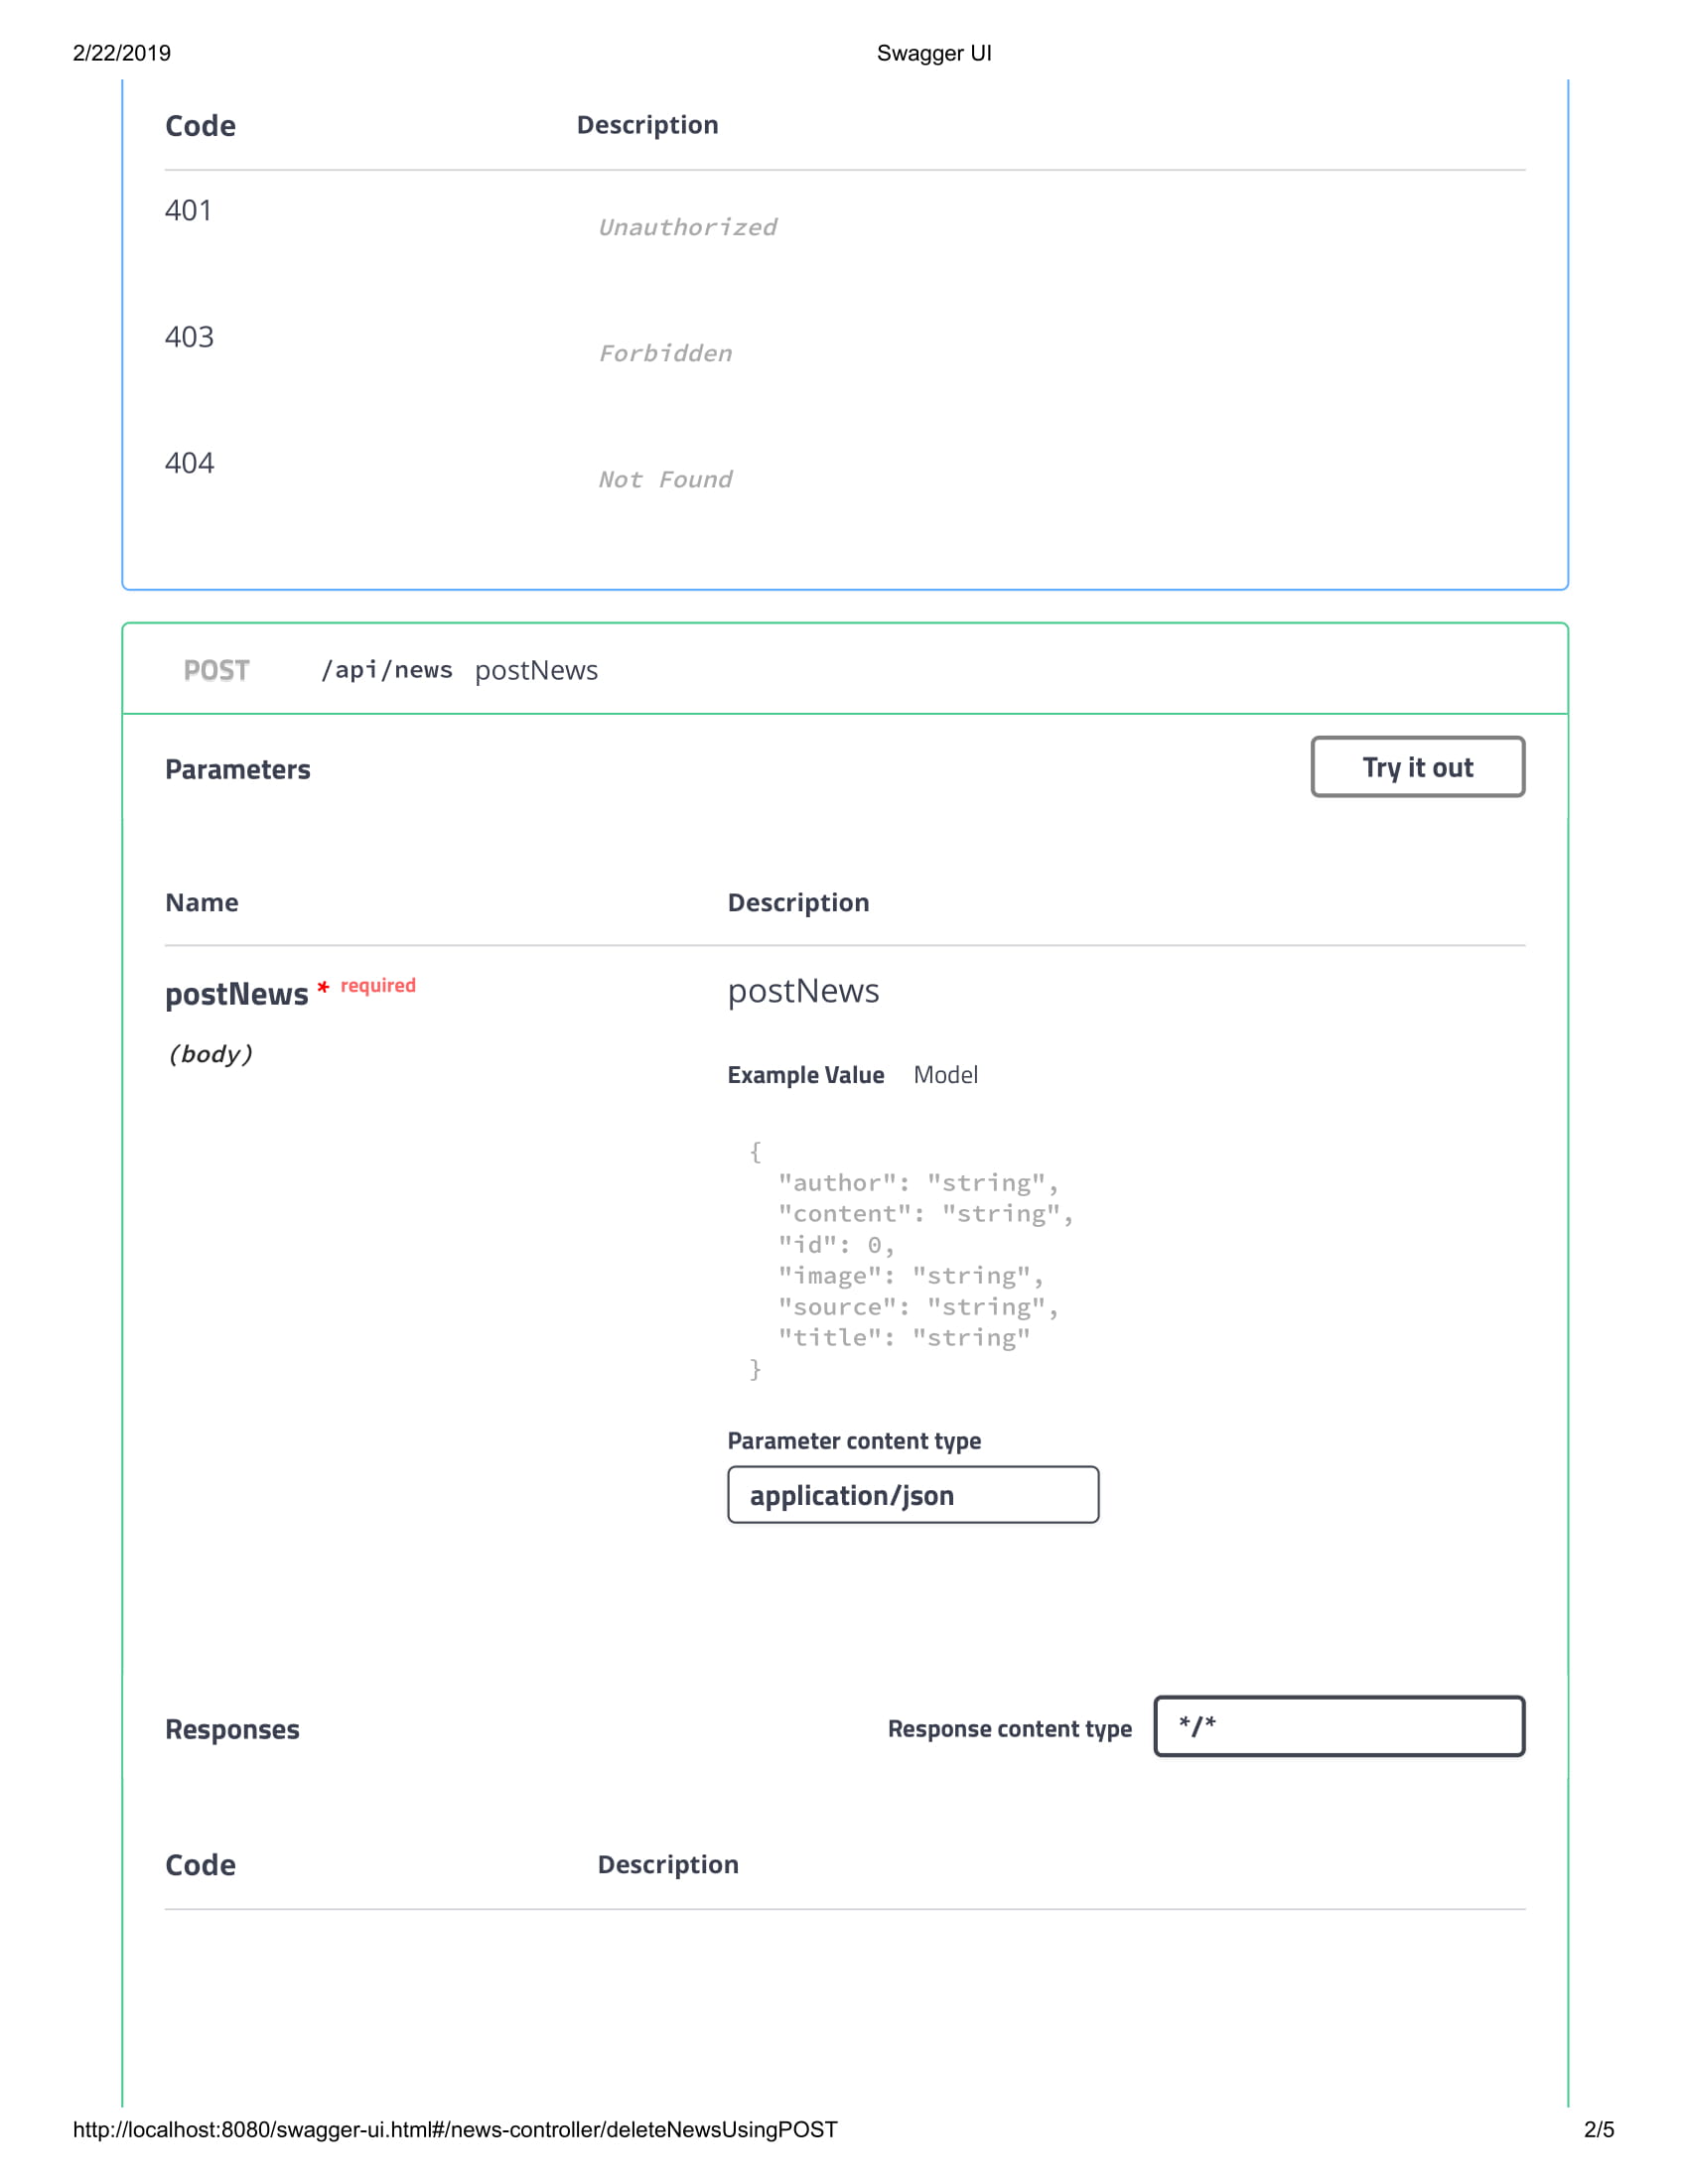 2/22/2019 Swagger UI
Code Description
401 Unauthorized
403 Forbidden
404 Not Found
POST /api/news postNews
Parameters Try it out
Name Description
postNews * required postNews
(body)
Example Value Model
{
  "author": "string",
  "content": "string",
  "id": 0,
  "image": "string",
  "source": "string",
  "title": "string"
}
Parameter content type
application/json
Responses Response content type */*
Code Description
http://localhost:8080/swagger-ui.html#/news-controller/deleteNewsUsingPOST 2/5